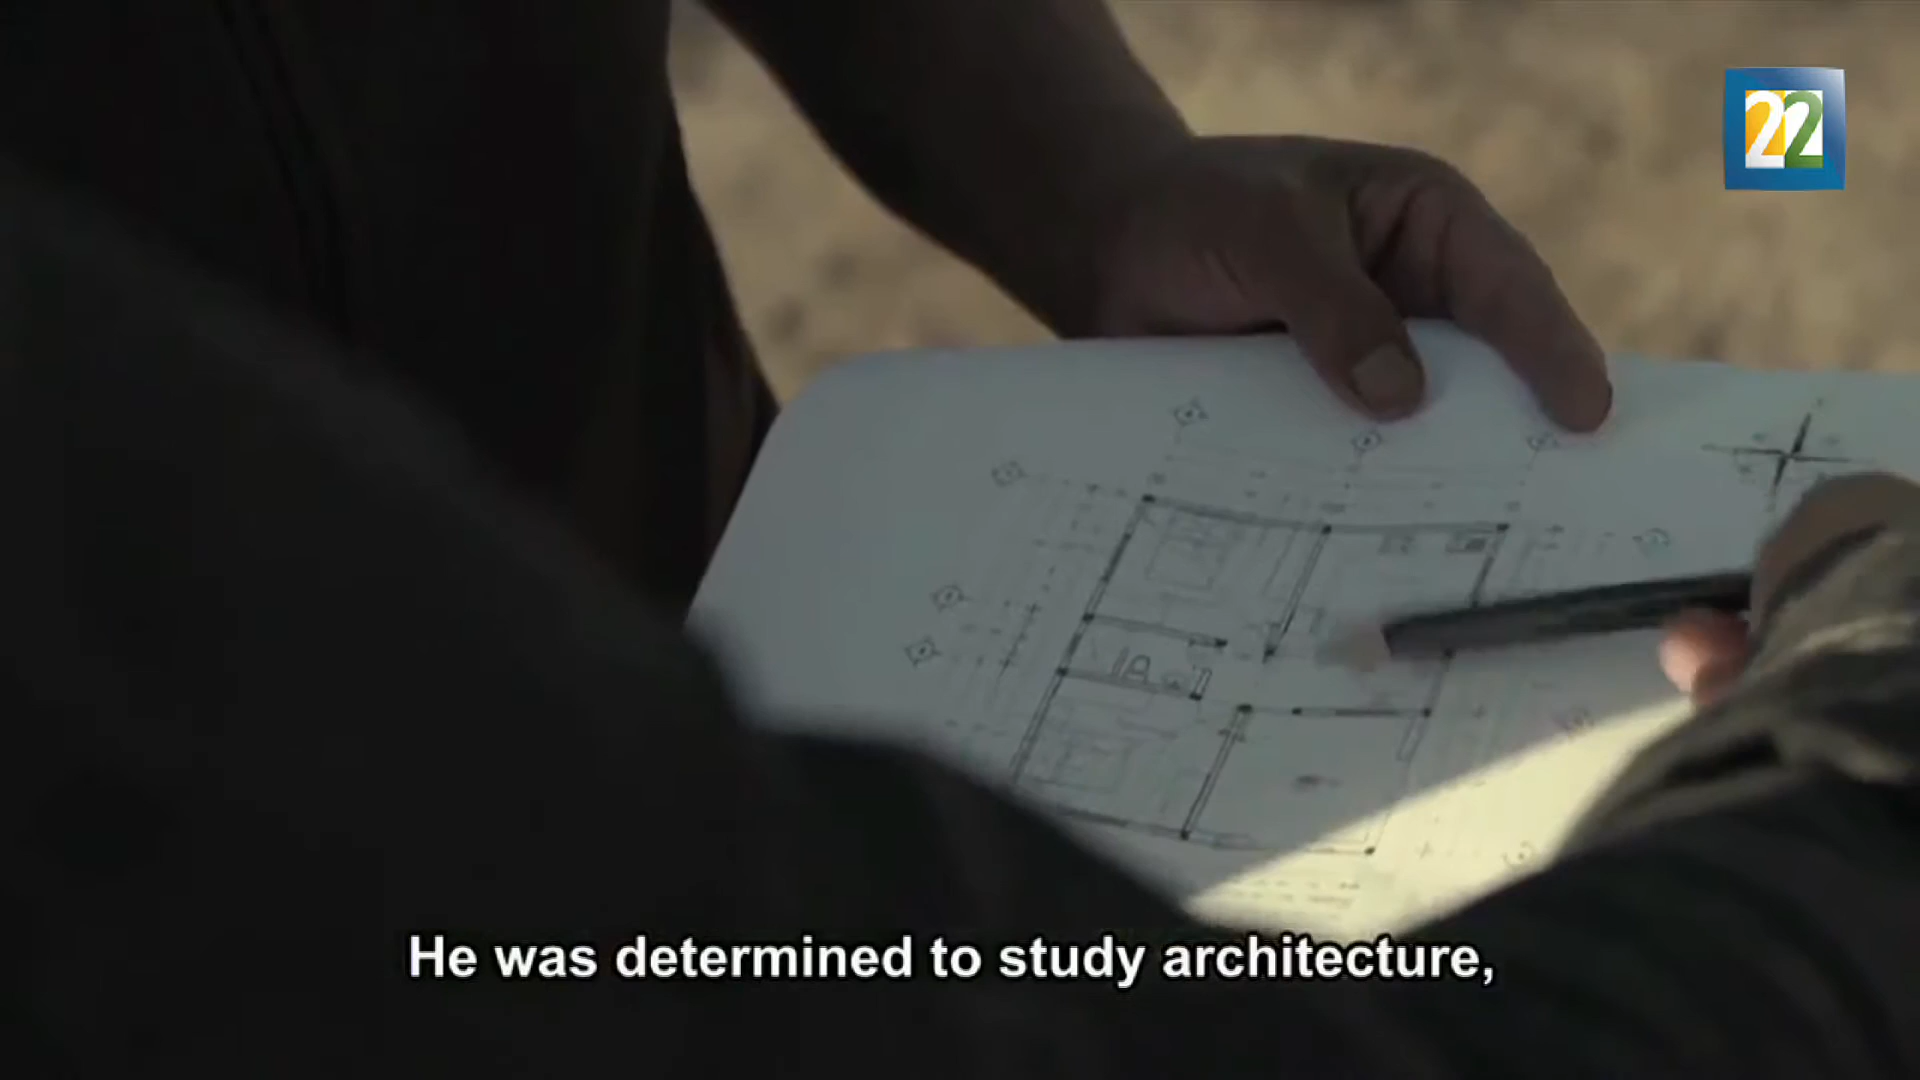 22
He was determined to study architecture,